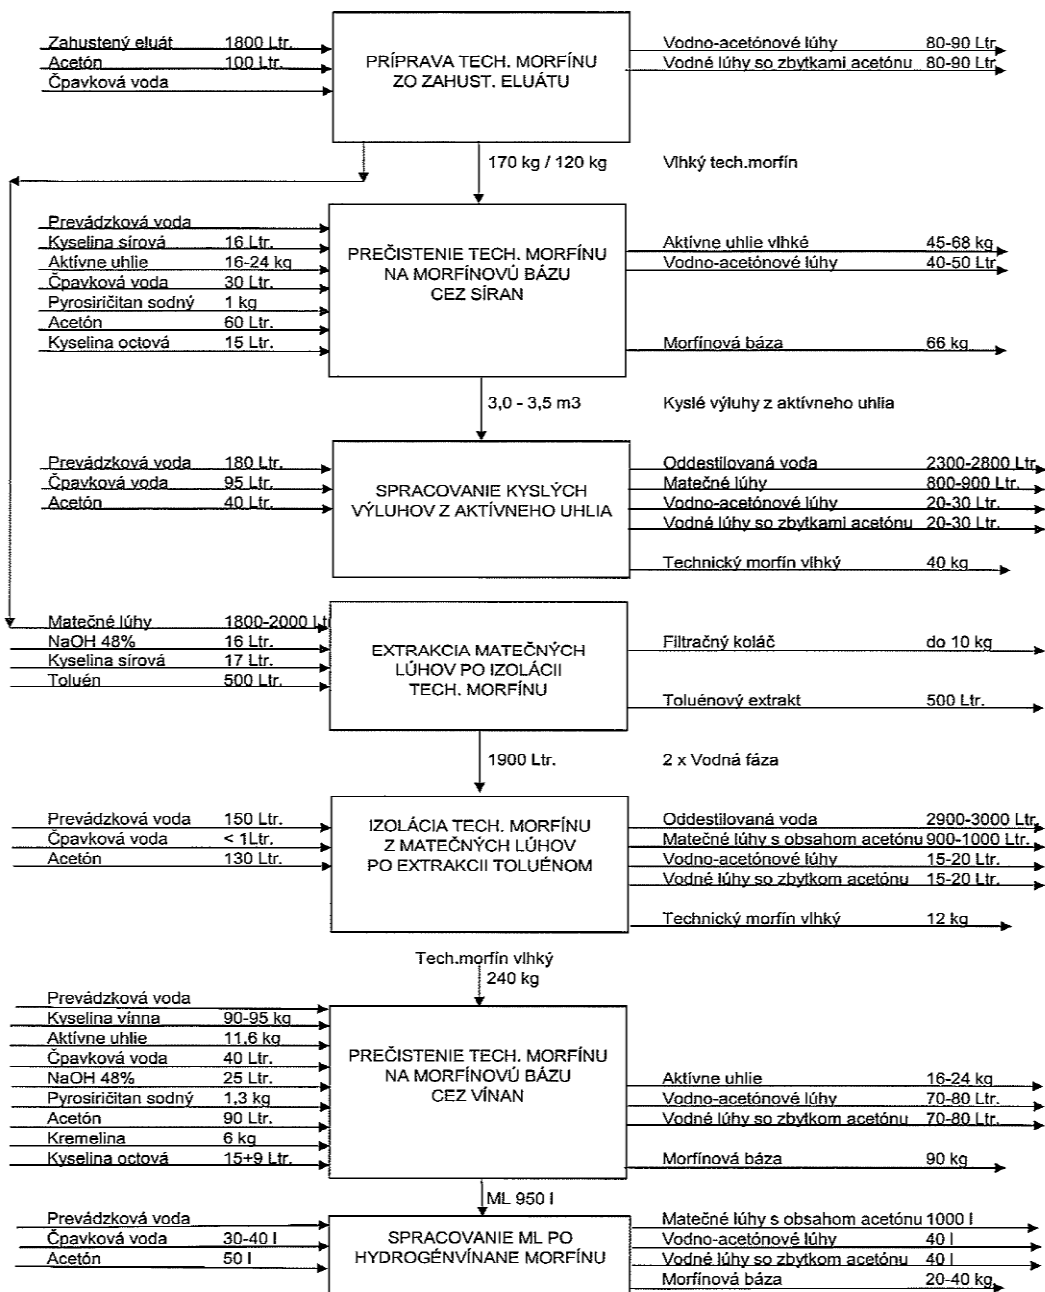 Zahustený eluát 1800 Ltr.
Acetón 100 Ltr.
Čpavková voda
PRÍPRAVA TECH. MORFÍNU
ZO ZAHUST. ELUÁTU
Vodno-acetónové lúhy 80-90 Ltr
Vodné lúhy so zbytkami acetónu 80-90 Ltr
170 kg / 120 kg Vlhký tech.morfín
Prevádzková voda
Kyselina sírová 16 Ltr.
Aktívne uhlie 16-24 kg
Čpavková voda 30 Ltr.
Pyrosiričitan sodný 1 kg
Acetón 60 Ltr.
Kyselina octová 15 Ltr.
PREČISTENIE TECH. MORFÍNU
NA MORFÍNOVÚ BÁZU
CEZ SÍRAN
Aktívne uhlie vlhké 45-68 kg
Vodno-acetónové lúhy 40-50 Ltr
Morfínová báza 66 kg
3,0 - 3,5 m3 Kyslé výluhy z aktívneho uhlia
Prevádzková voda 180 Ltr.
Čpavková voda 95 Ltr.
Acetón 40 Ltr.
SPRACOVANIE KYSLÝCH
VÝLUHOV Z AKTÍVNEHO UHLIA
Oddestilovaná voda 2300-2800 Ltr
Matečné lúhy 800-900 Ltr.
Vodno-acetónové lúhy 20-30 Ltr.
Vodné lúhy so zbytkami acetónu 20-30 Ltr.
Technický morfín vlhký 40 kg
Matečné lúhy 1800-2000 Ltr
NaOH 48% 16 Ltr.
Kyselina sírová 17 Ltr.
Toluén 500 Ltr.
EXTRAKCIA MATEČNÝCH
LÚHOV PO IZOLÁCII
TECH. MORFÍNU
Filtračný koláč do 10 kg
Toluénový extrakt 500 Ltr.
1900 Ltr. 2 x Vodná fáza
Prevádzková voda 150 Ltr.
Čpavková voda < 1Ltr.
Acetón 130 Ltr.
IZOLÁCIA TECH. MORFÍNU
Z MATEČNÝCH LÚHOV
PO EXTRAKCII TOLUÉNOM
Oddestilovaná voda 2900-3000 Ltr.
Matečné lúhy s obsahom acetónu 900-1000 Ltr.
Vodno-acetónové lúhy 15-20 Ltr.
Vodné lúhy so zbytkom acetónu 15-20 Ltr.
Technický morfín vlhký 12 kg
Tech.morfín vlhký
240 kg
Prevádzková voda
Kyselina vínna 90-95 kg
Aktívne uhlie 11,6 kg
Čpavková voda 40 Ltr.
NaOH 48% 25 Ltr.
Pyrosiričitan sodný 1,3 kg
Acetón 90 Ltr.
Kremelina 6 kg
Kyselina octová 15+9 Ltr.
PREČISTENIE TECH. MORFÍNU
NA MORFÍNOVÚ BÁZU
CEZ VÍNAN
Aktívne uhlie 16-24 kg
Vodno-acetónové lúhy 70-80 Ltr.
Vodné lúhy so zbytkom acetónu 70-80 Ltr.
Morfínová báza 90 kg
ML 950 l
Prevádzková voda
Čpavková voda 30-40 l
Acetón 50 l
SPRACOVANIE ML PO
HYDROGÉNVÍNANE MORFÍNU
Matečné lúhy s obsahom acetónu 1000 l
Vodno-acetónové lúhy 40 l
Vodné lúhy so zbytkom acetónu 40 l
Morfínová báza 20-40 kg